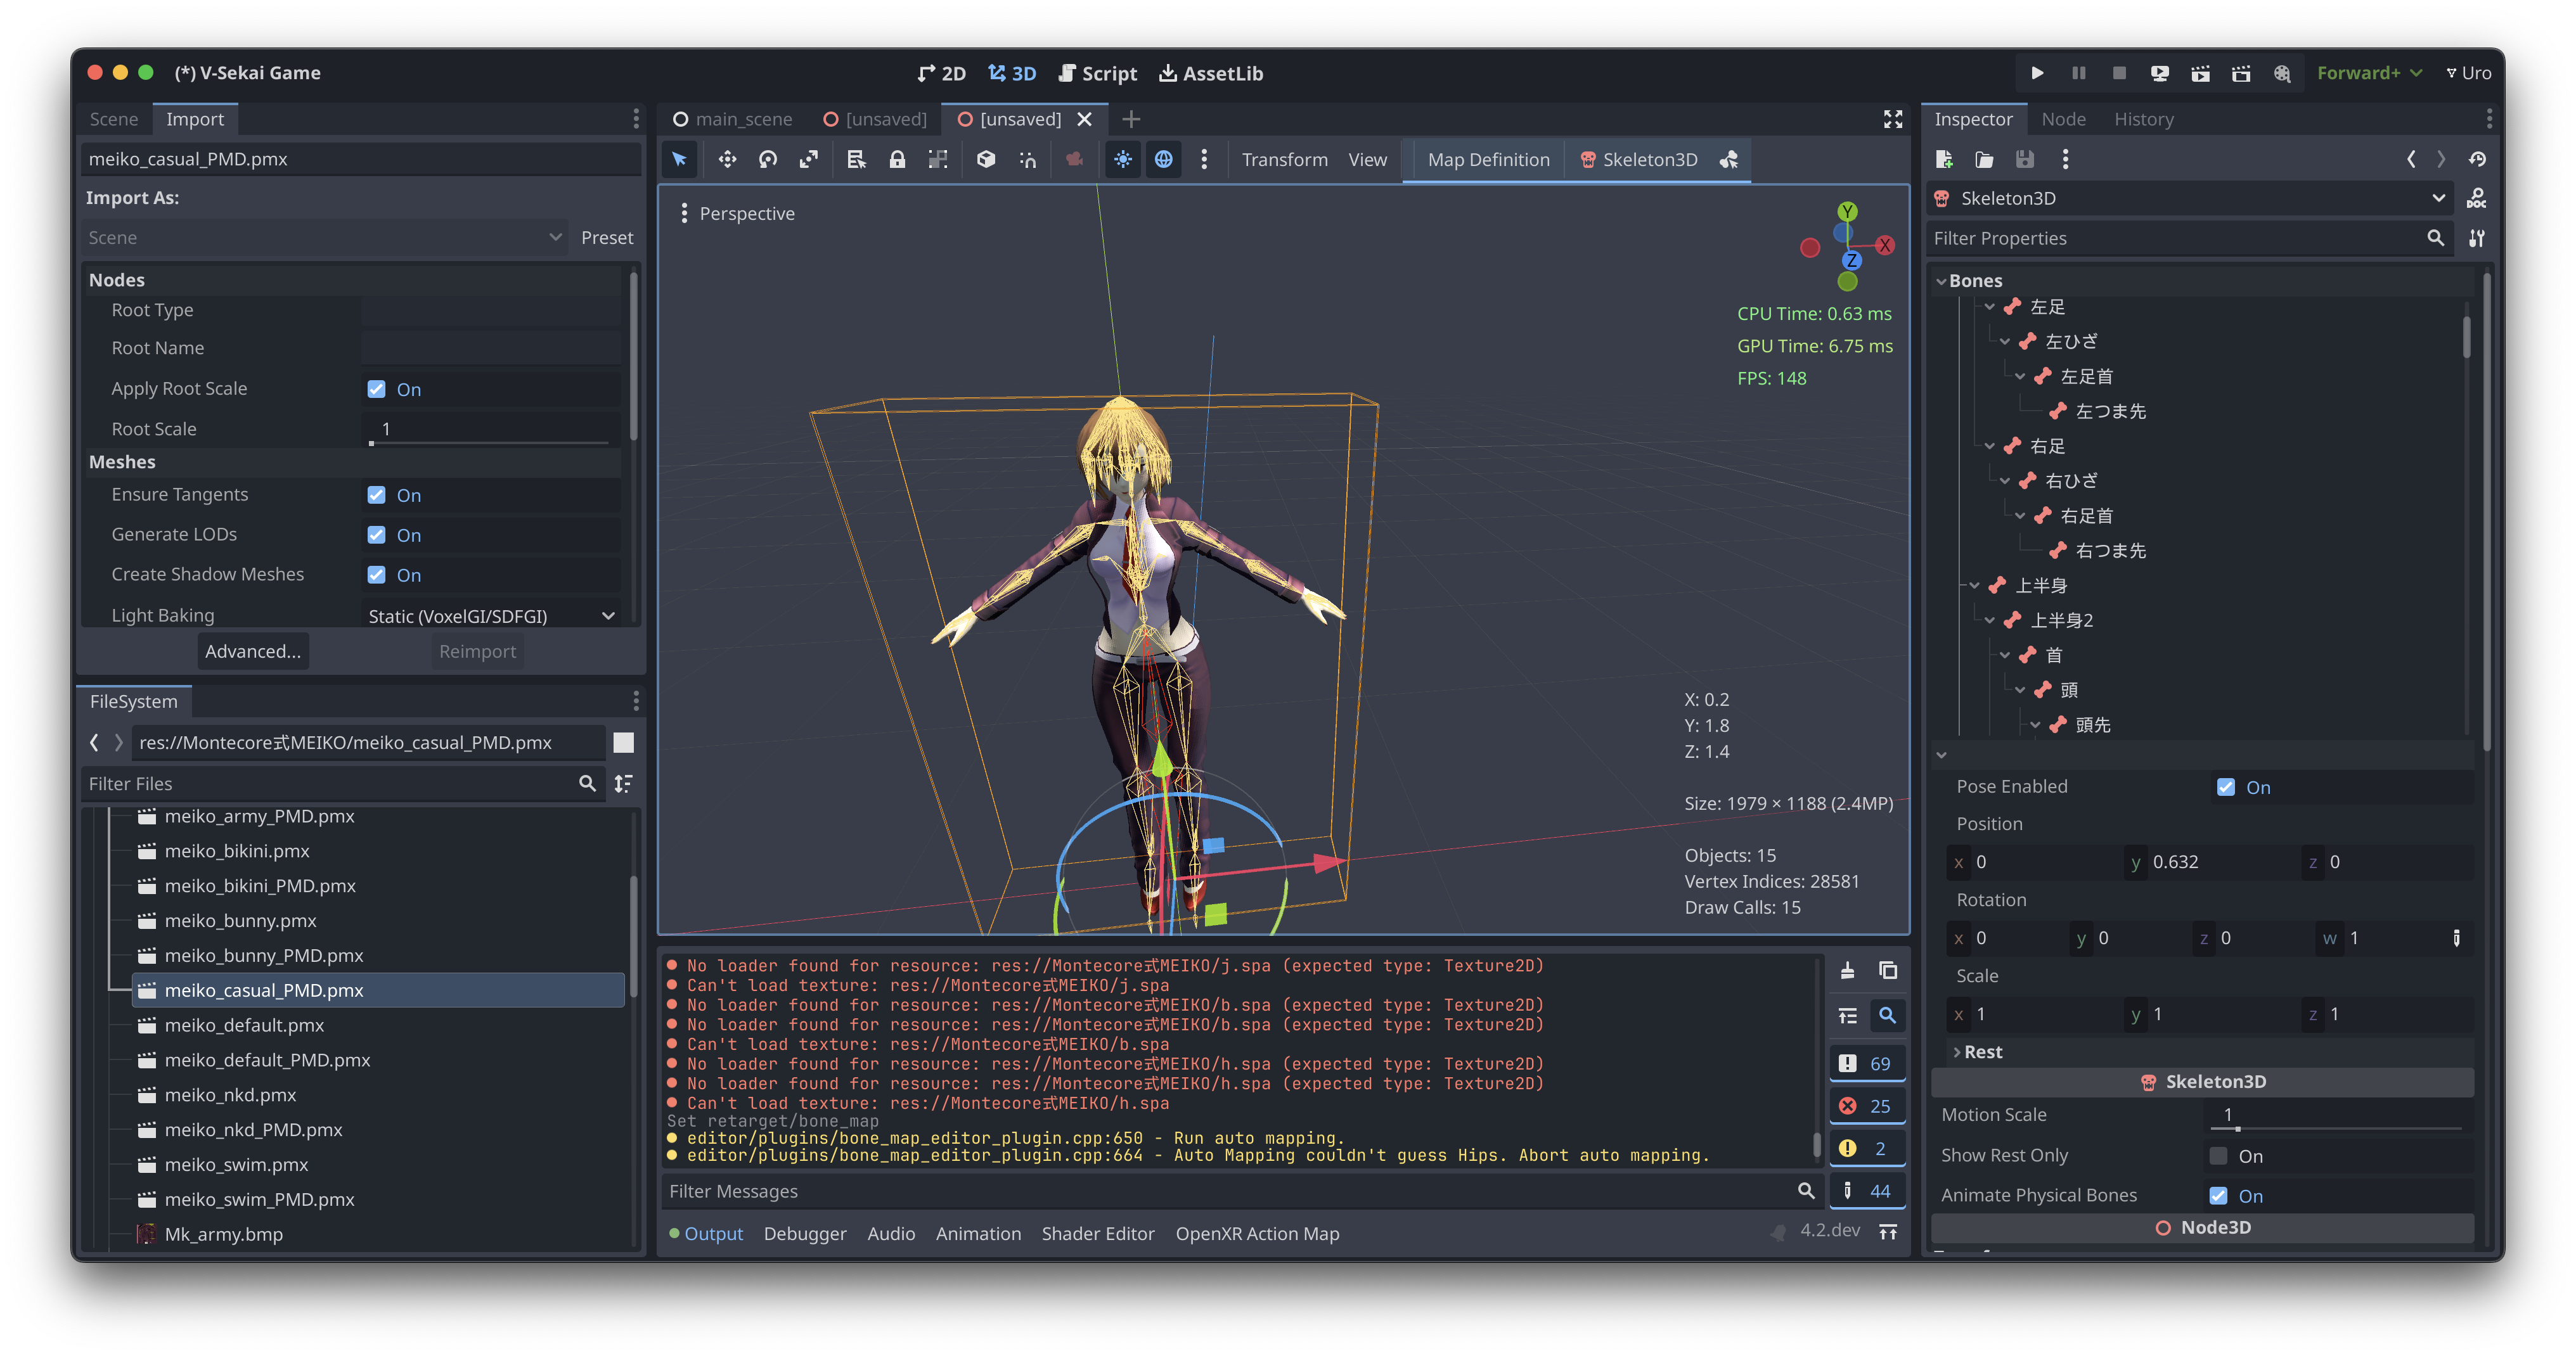 (*) V-Sekai Game
2D
3D
Script
AssetLib
Forward+
Uro
Scene
Import
meiko_casual_PMD.pmx
Import As:
Scene
Preset
Nodes
Root Type
Root Name
Apply Root Scale
On
Root Scale
1
Meshes
Ensure Tangents
On
Generate LODs
On
Create Shadow Meshes
On
Light Baking
Static (VoxelGI/SDFGI)
Advanced...
Reimport
FileSystem
res://Montecore式MEIKO/meiko_casual_PMD.pmx
Filter Files
meiko_army_PMD.pmx
meiko_bikini.pmx
meiko_bikini_PMD.pmx
meiko_bunny.pmx
meiko_bunny_PMD.pmx
meiko_casual_PMD.pmx
meiko_default.pmx
meiko_default_PMD.pmx
meiko_nkd.pmx
meiko_nkd_PMD.pmx
meiko_swim.pmx
meiko_swim_PMD.pmx
Mk_army.bmp
main_scene
[unsaved]
[unsaved]
Transform
View
Map Definition
Skeleton3D
Perspective
Y
X
Z
CPU Time: 0.63 ms
GPU Time: 6.75 ms
FPS: 148
X: 0.2
Y: 1.8
Z: 1.4
Size: 1979 × 1188 (2.4MP)
Objects: 15
Vertex Indices: 28581
Draw Calls: 15
No loader found for resource: res://Montecore式MEIKO/j.spa (expected type: Texture2D)
Can't load texture: res://Montecore式MEIKO/j.spa
No loader found for resource: res://Montecore式MEIKO/b.spa (expected type: Texture2D)
No loader found for resource: res://Montecore式MEIKO/b.spa (expected type: Texture2D)
Can't load texture: res://Montecore式MEIKO/b.spa
No loader found for resource: res://Montecore式MEIKO/h.spa (expected type: Texture2D)
No loader found for resource: res://Montecore式MEIKO/h.spa (expected type: Texture2D)
Can't load texture: res://Montecore式MEIKO/h.spa
Set retarget/bone_map
editor/plugins/bone_map_editor_plugin.cpp:650 - Run auto mapping.
editor/plugins/bone_map_editor_plugin.cpp:664 - Auto Mapping couldn't guess Hips. Abort auto mapping.
69
25
2
44
Filter Messages
Output
Debugger
Audio
Animation
Shader Editor
OpenXR Action Map
4.2.dev
Inspector
Node
History
Skeleton3D
DOC
Filter Properties
Bones
左足
左ひざ
左足首
左つま先
右足
右ひざ
右足首
右つま先
上半身
上半身2
首
頭
頭先
Pose Enabled
On
Position
x 0
y 0.632
z 0
Rotation
x 0
y 0
z 0
w 1
Scale
x 1
y 1
z 1
Rest
Skeleton3D
Motion Scale
1
Show Rest Only
On
Animate Physical Bones
On
Node3D